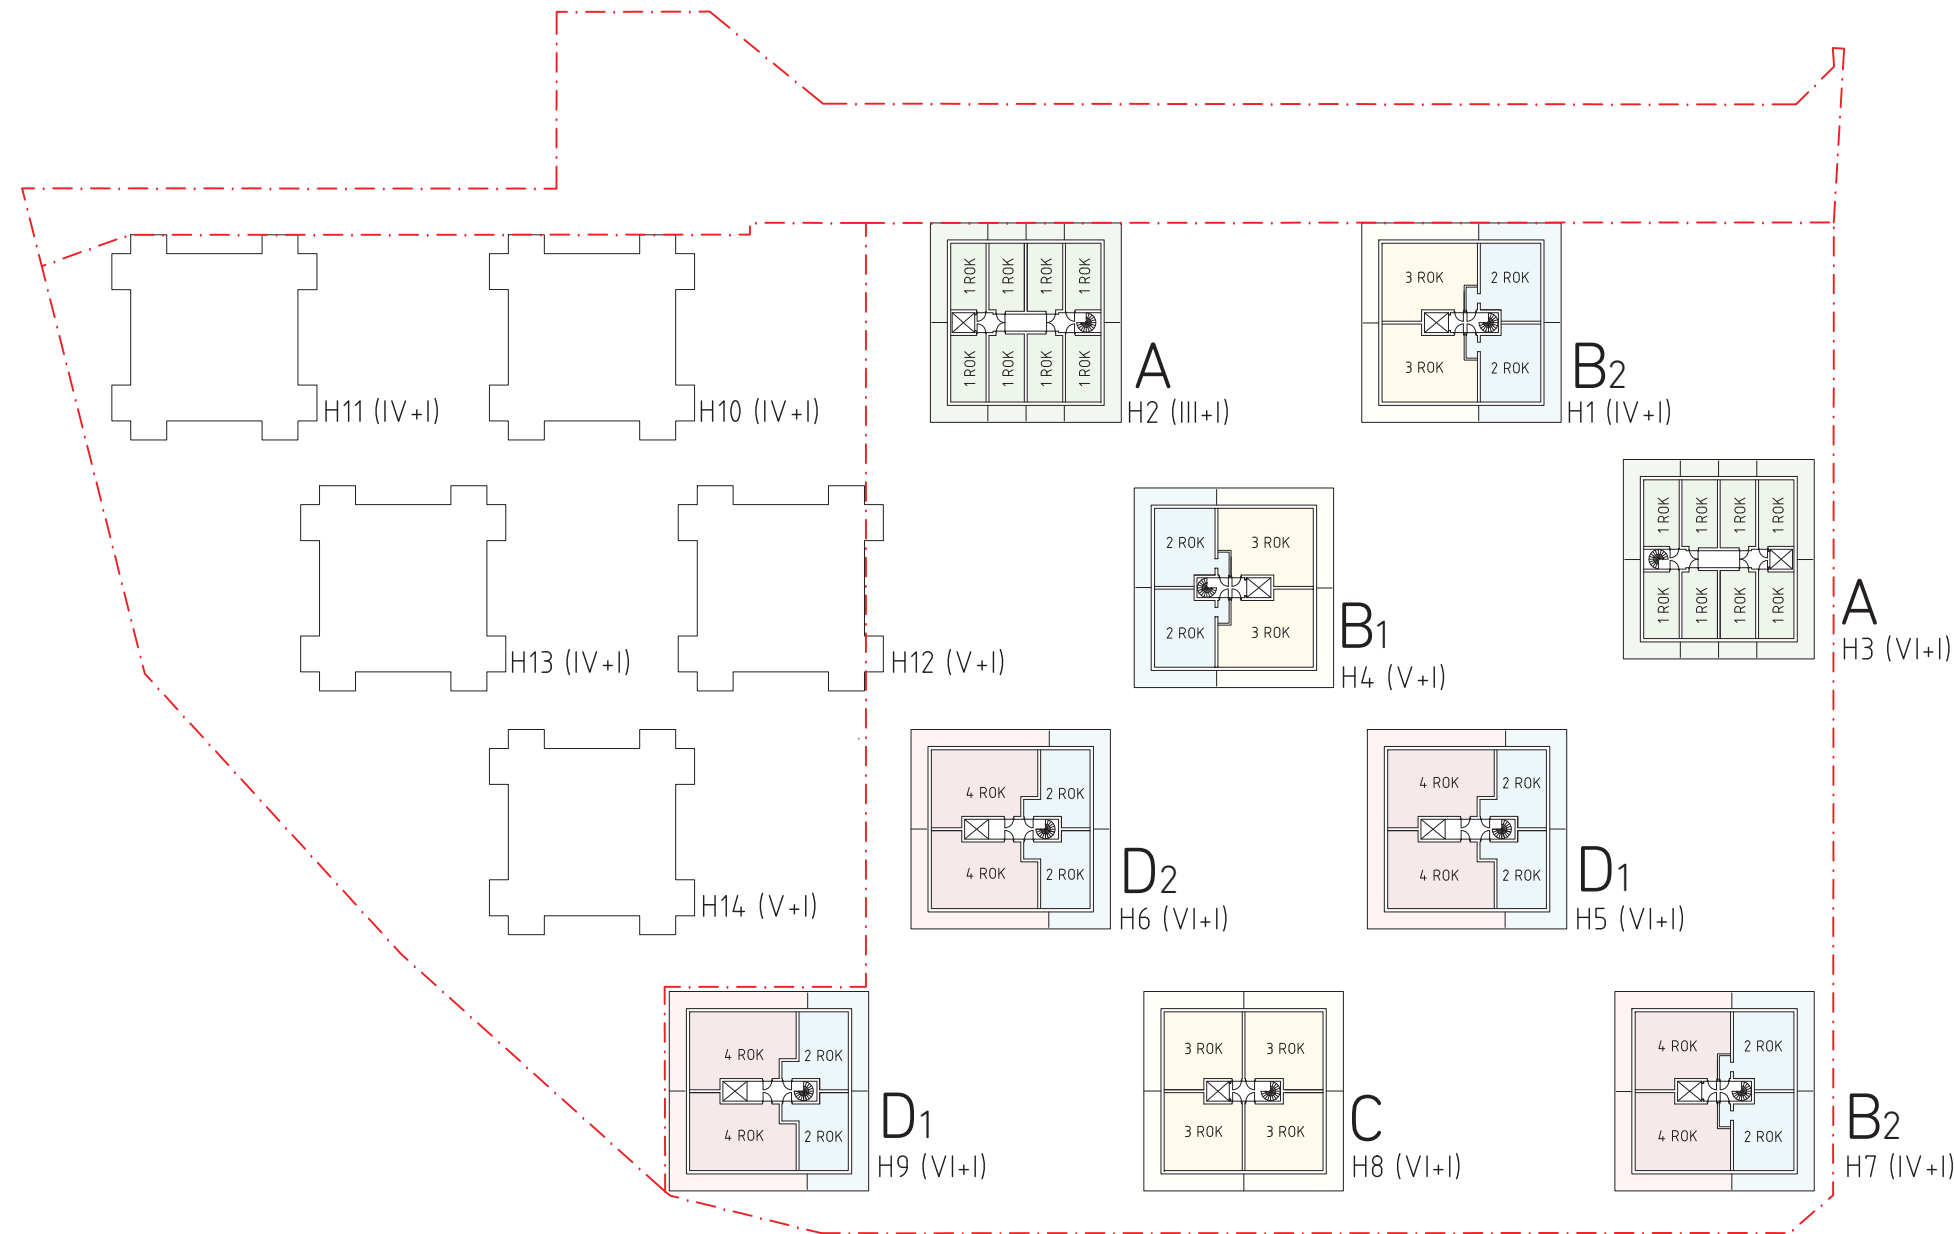 1 ROK 1 ROK 1 ROK 1 ROK
1 ROK 1 ROK 1 ROK 1 ROK
A
H2 (III+I)
3 ROK 2 ROK
3 ROK 2 ROK
B2
H1 (IV+I)
H11 (IV+I)
H10 (IV+I)
1 ROK 1 ROK 1 ROK 1 ROK
1 ROK 1 ROK 1 ROK 1 ROK
A
H3 (VI+I)
2 ROK 3 ROK
2 ROK 3 ROK
B1
H4 (V+I)
H13 (IV+I)
H12 (V+I)
4 ROK 2 ROK
4 ROK 2 ROK
D2
H6 (VI+I)
4 ROK 2 ROK
4 ROK 2 ROK
D1
H5 (VI+I)
H14 (V+I)
4 ROK 2 ROK
4 ROK 2 ROK
D1
H9 (VI+I)
3 ROK 3 ROK
3 ROK 3 ROK
C
H8 (VI+I)
4 ROK 2 ROK
4 ROK 2 ROK
B2
H7 (IV+I)